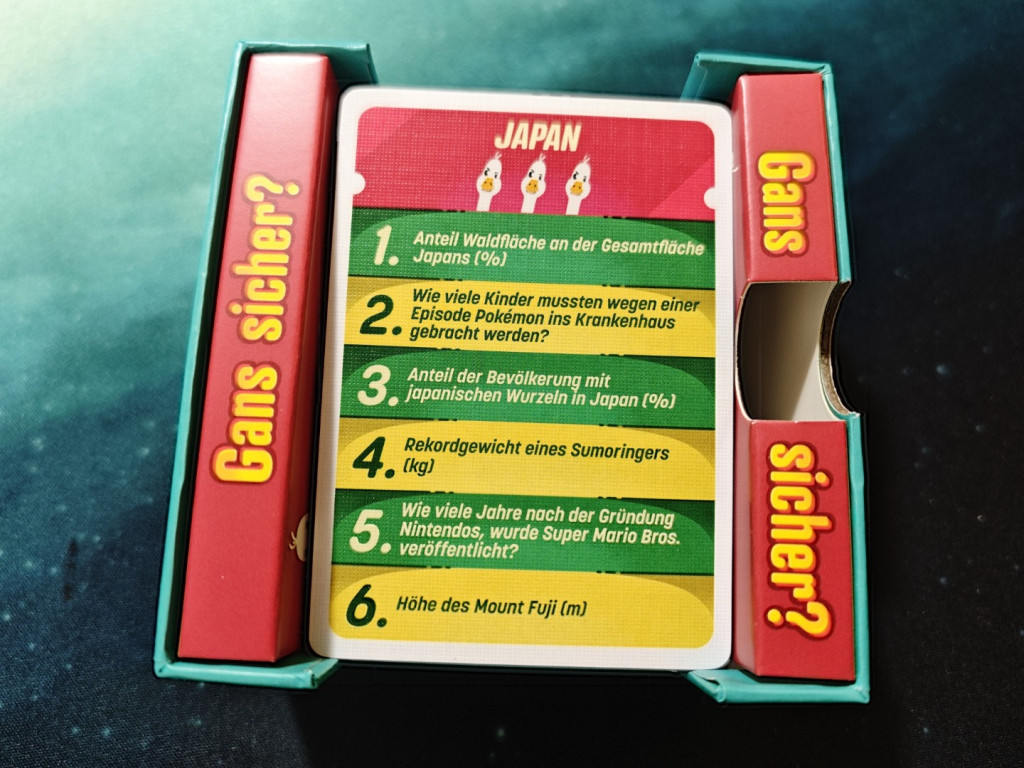 Gans sicher?
JAPAN
1. Anteil Waldfläche an der Gesamtfläche
Japans (%)
2. Wie viele Kinder mussten wegen einer
Episode Pokémon ins Krankenhaus
gebracht werden?
3. Anteil der Bevölkerung mit
japanischen Wurzeln in Japan (%)
4. Rekordgewicht eines Sumoringers
(kg)
5. Wie viele Jahre nach der Gründung
Nintendos, wurde Super Mario Bros.
veröffentlicht?
6. Höhe des Mount Fuji (m)
Gans
sicher?